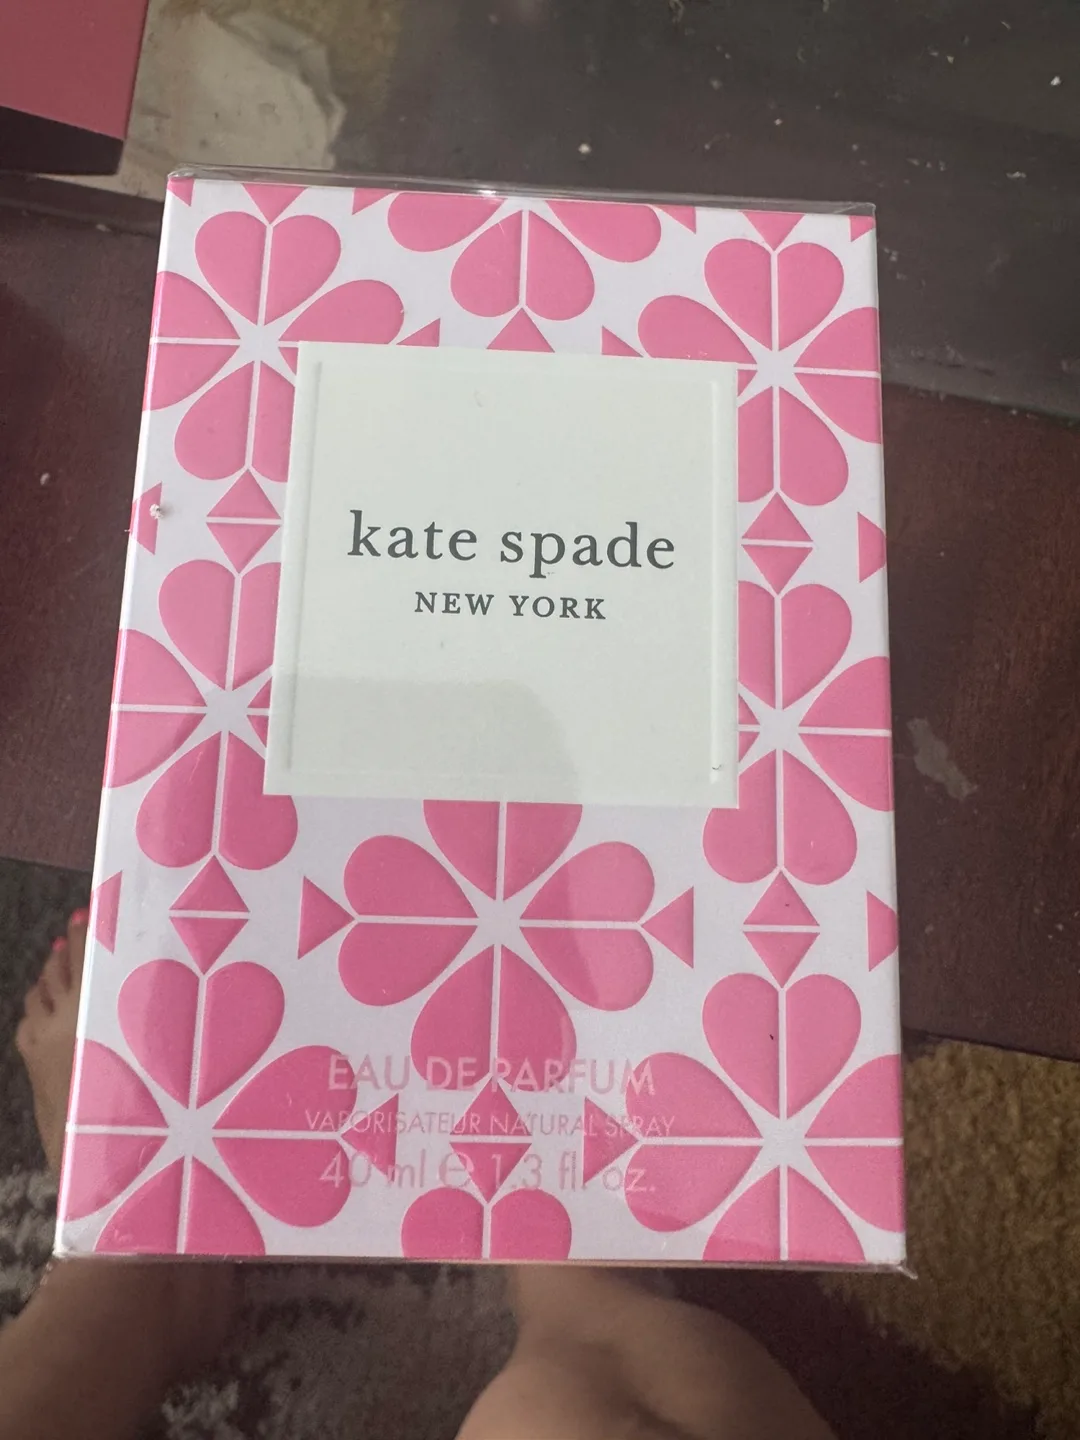 kate spade
NEW YORK
EAU DE PARFUM
VAPORISATEUR NATURAL SPRAY
40 ml e 1.3 fl. oz.